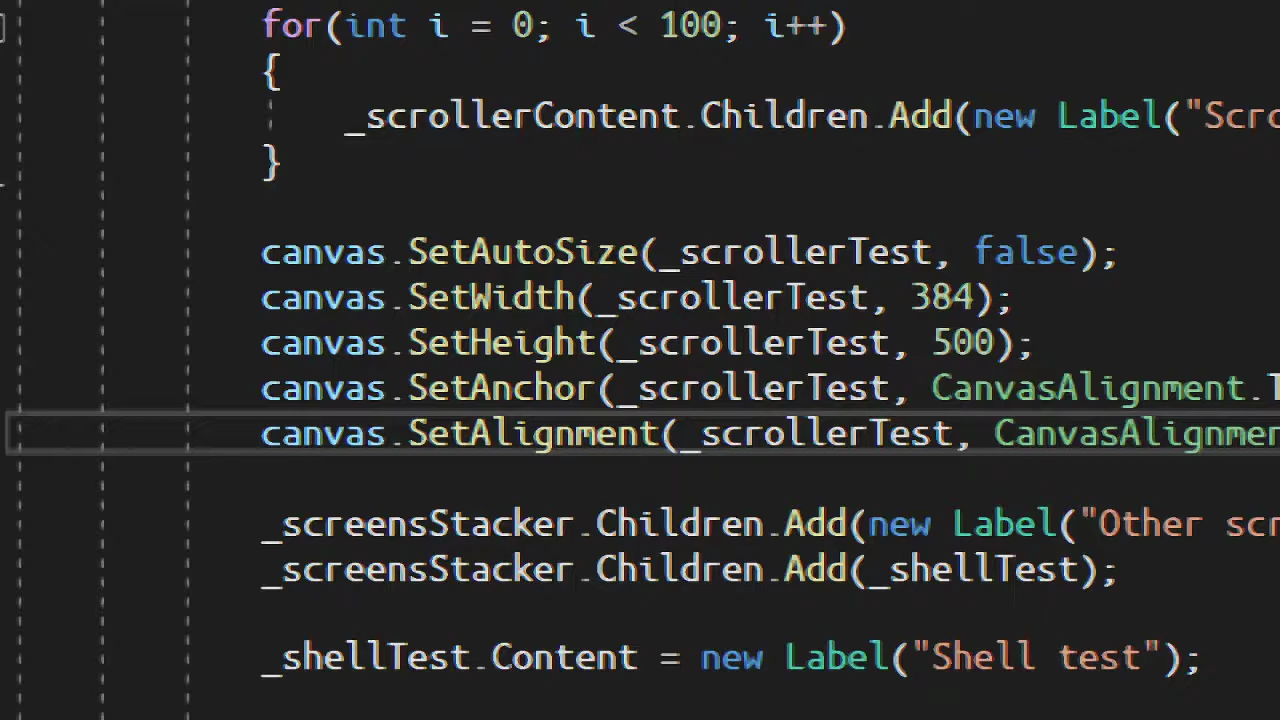 for(int i = 0; i < 100; i++)
{
_scrollerContent.Children.Add(new Label("Scro
}
canvas.SetAutoSize(_scrollerTest, false);
canvas.SetWidth(_scrollerTest, 384);
canvas.SetHeight(_scrollerTest, 500);
canvas.SetAnchor(_scrollerTest, CanvasAlignment.T
canvas.SetAlignment(_scrollerTest, CanvasAlignmen
_screensStacker.Children.Add(new Label("Other scr
_screensStacker.Children.Add(_shellTest);
_shellTest.Content = new Label("Shell test");